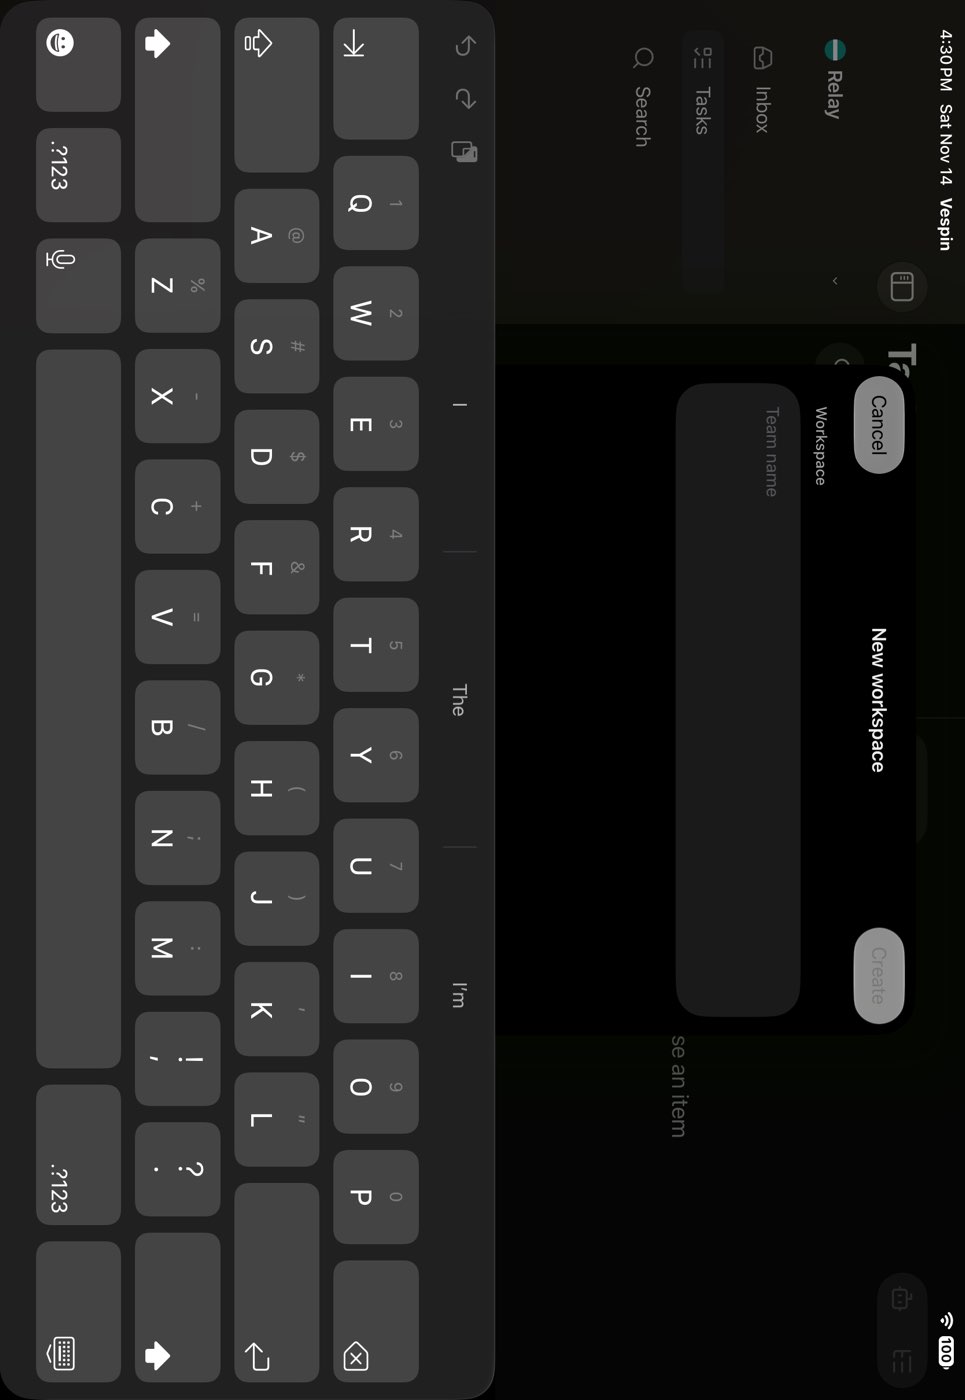 4:30 PM Sat Nov 14 Vespin
100
Ta
Cancel
New workspace
Create
Relay
Workspace
Team name
Inbox
Tasks
Search
se an item
I
The
I'm
1 2 3 4 5 6 7 8 9 0
Q W E R T Y U I O P
@ # $ & * ( ) ' "
A S D F G H J K L
% - + = / ; : ! ?
Z X C V B N M , .
.?123
.?123